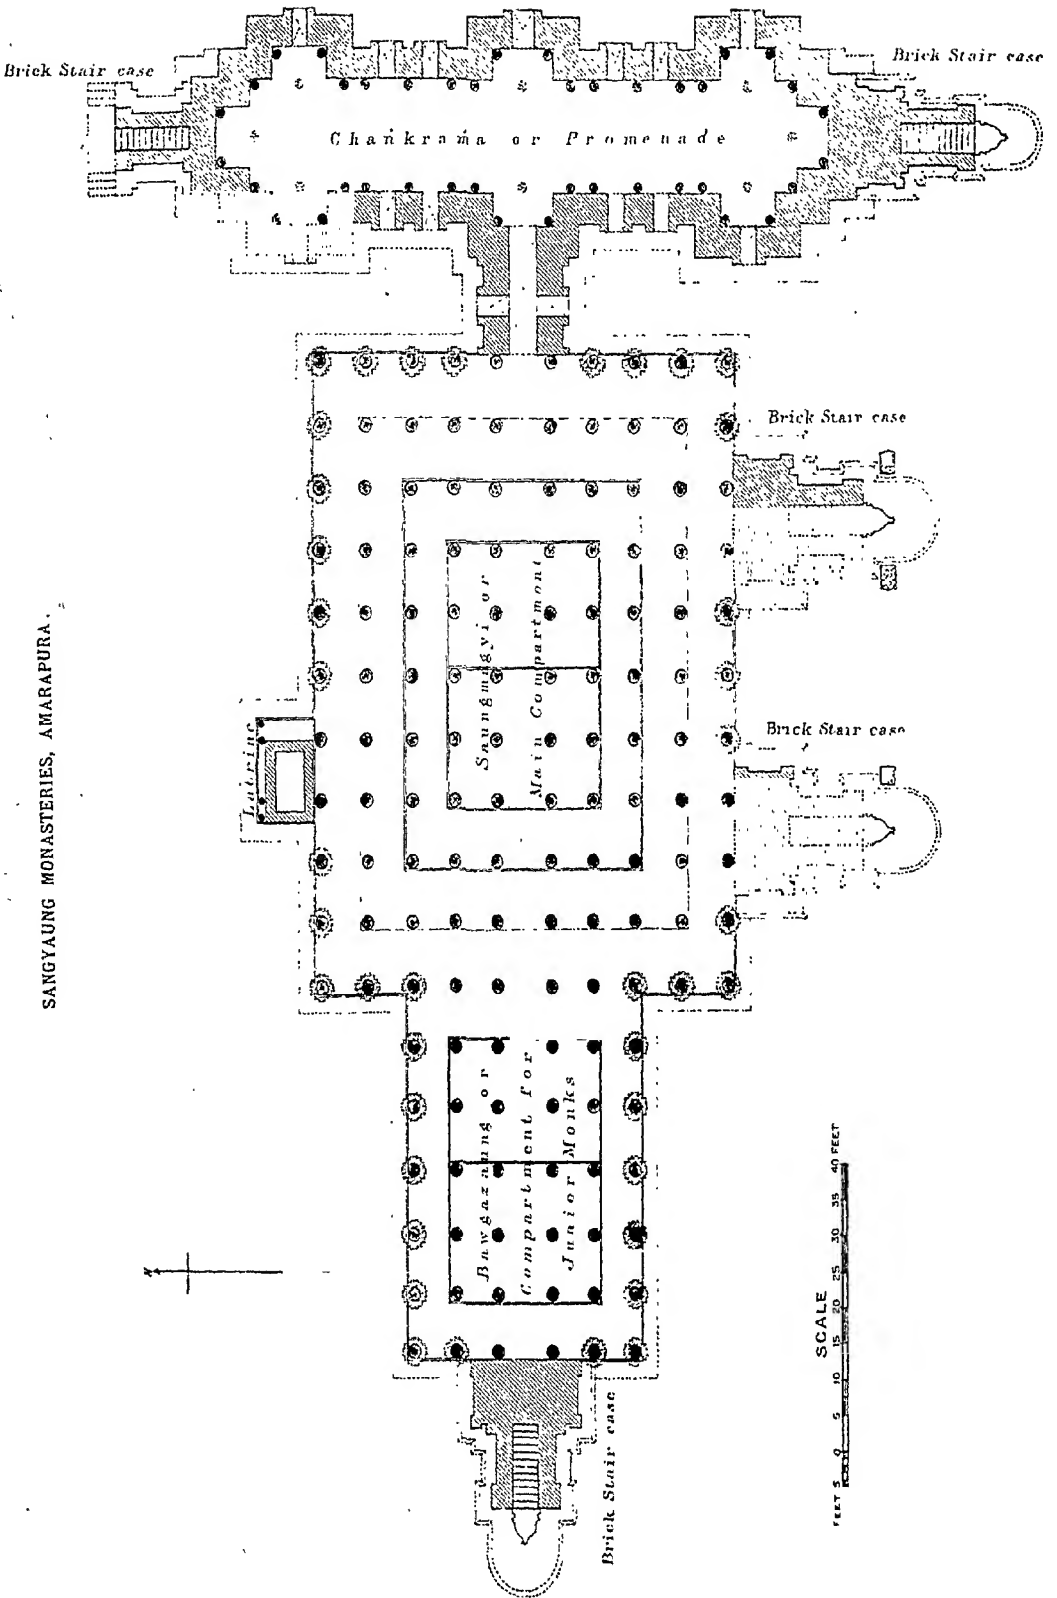 SANGYAUNG MONASTERIES, AMARAPURA.
Brick Stair case
Brick Stair case
Chaṅkrama or Promenade
Brick Stair case
Saungmagyi or
Main Compartment
Brick Stair case
Latrine
Bawgazaung or
Compartment for
Junior Monks
N
Brick Stair case
SCALE
FEET 5 0 5 10 15 20 25 30 35 40 FEET